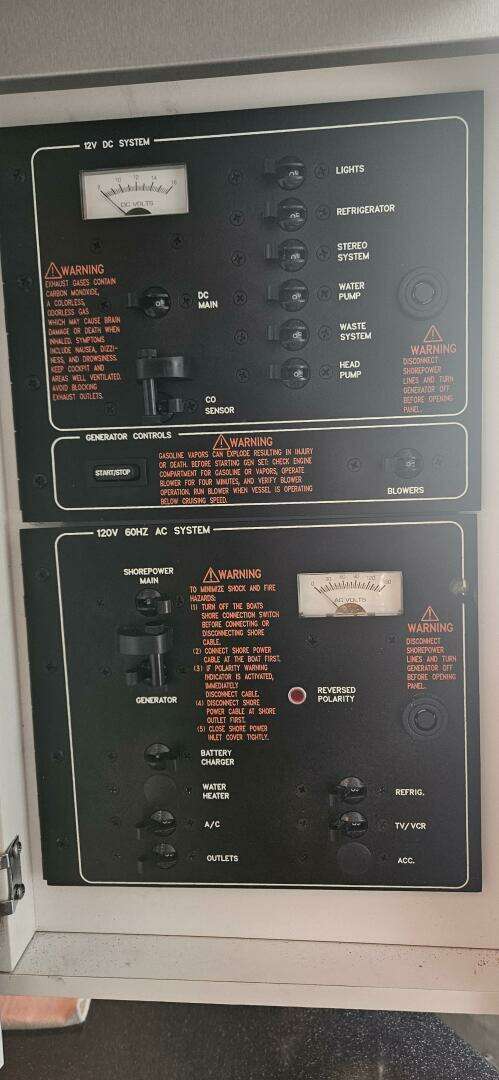 12V DC SYSTEM
10 12 14 16
DC VOLTS
LIGHTS
REFRIGERATOR
STEREO
SYSTEM
WATER
PUMP
WASTE
SYSTEM
HEAD
PUMP
WARNING
EXHAUST GASES CONTAIN
CARBON MONOXIDE,
A COLORLESS,
ODORLESS GAS
WHICH MAY CAUSE BRAIN
DAMAGE OR DEATH WHEN
INHALED. SYMPTOMS
INCLUDE NAUSEA, DIZZI-
NESS, AND DROWSINESS.
KEEP COCKPIT AND
AREAS WELL VENTILATED.
AVOID BLOCKING
EXHAUST OUTLETS.
DC
MAIN
CO
SENSOR
WARNING
DISCONNECT
SHOREPOWER
LINES AND TURN
GENERATOR OFF
BEFORE OPENING
PANEL.
GENERATOR CONTROLS
START/STOP
WARNING
GASOLINE VAPORS CAN EXPLODE RESULTING IN INJURY
OR DEATH. BEFORE STARTING GEN SET: CHECK ENGINE
COMPARTMENT FOR GASOLINE OR VAPORS, OPERATE
BLOWER FOR FOUR MINUTES, AND VERIFY BLOWER
OPERATION. RUN BLOWER WHEN VESSEL IS OPERATING
BELOW CRUISING SPEED.
BLOWERS
120V 60HZ AC SYSTEM
SHOREPOWER
MAIN
GENERATOR
WARNING
TO MINIMIZE SHOCK AND FIRE
HAZARDS:
(1) TURN OFF THE BOATS
SHORE CONNECTION SWITCH
BEFORE CONNECTING OR
DISCONNECTING SHORE
CABLE.
(2) CONNECT SHORE POWER
CABLE AT THE BOAT FIRST.
(3) IF POLARITY WARNING
INDICATOR IS ACTIVATED,
IMMEDIATELY
DISCONNECT CABLE.
(4) DISCONNECT SHORE
POWER CABLE AT SHORE
OUTLET FIRST.
(5) CLOSE SHORE POWER
INLET COVER TIGHTLY.
AC VOLTS
REVERSED
POLARITY
WARNING
DISCONNECT
SHOREPOWER
LINES AND TURN
GENERATOR OFF
BEFORE OPENING
PANEL.
BATTERY
CHARGER
WATER
HEATER
A/C
OUTLETS
REFRIG.
TV/VCR
ACC.